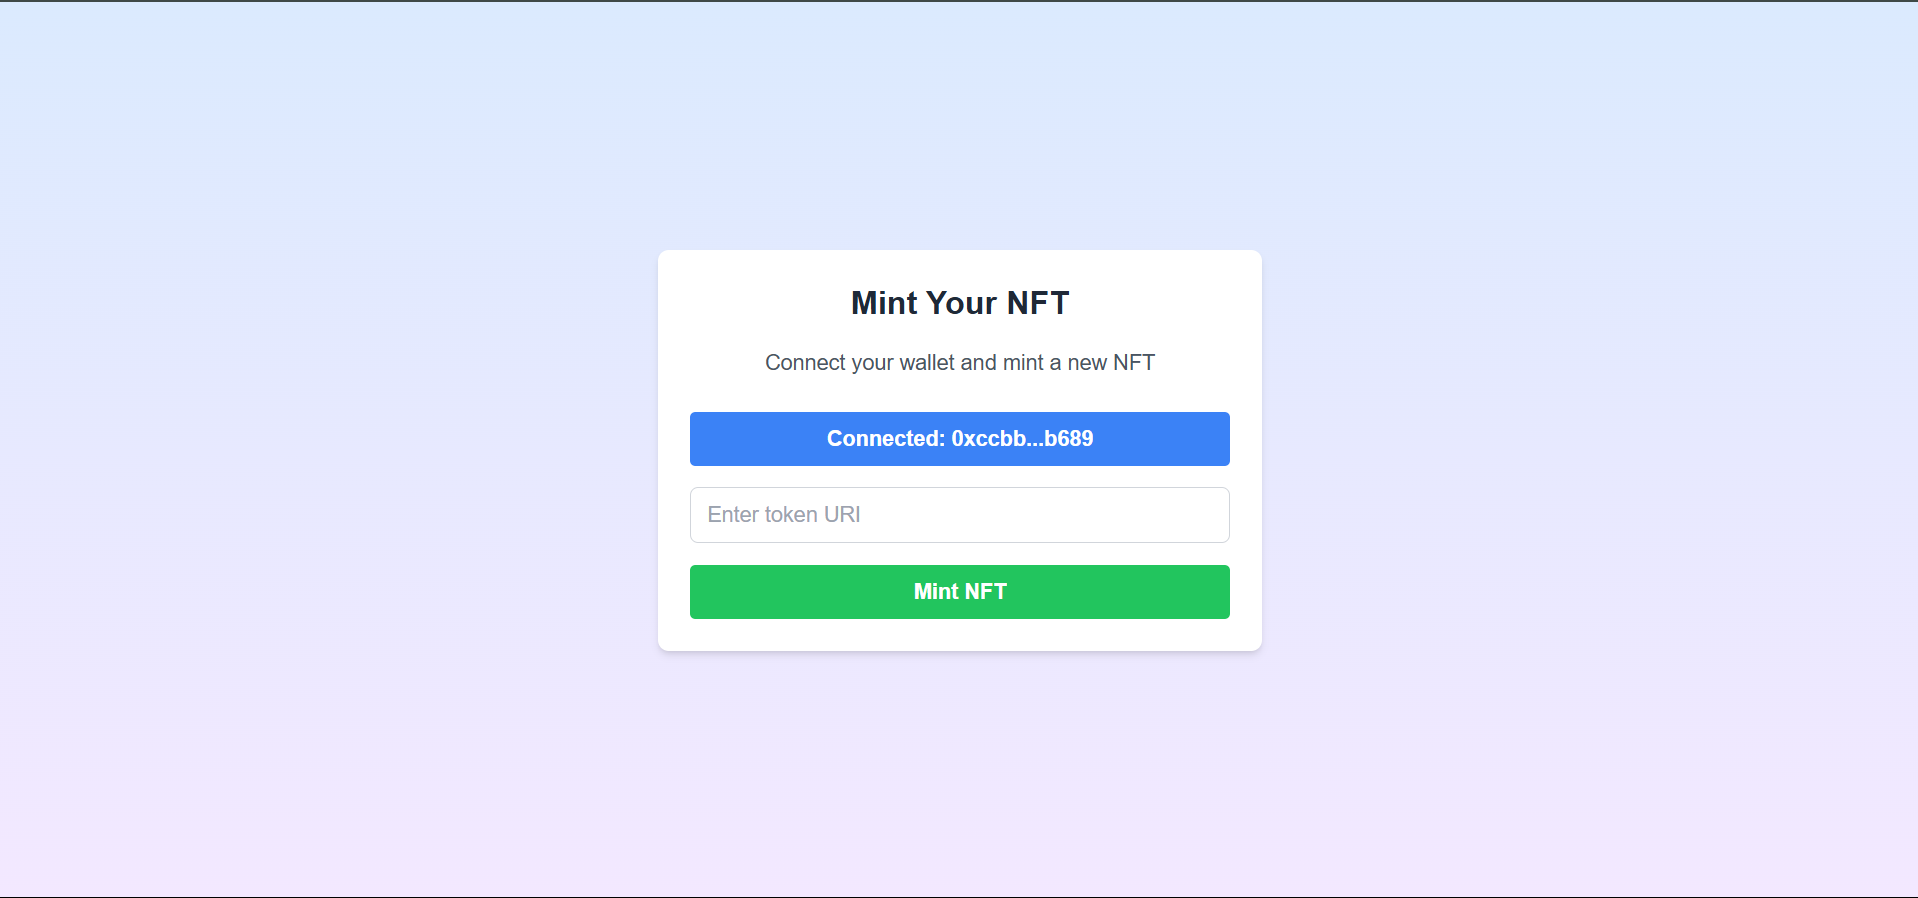 Mint Your NFT
Connect your wallet and mint a new NFT
Connected: 0xccbb...b689
Enter token URI
Mint NFT